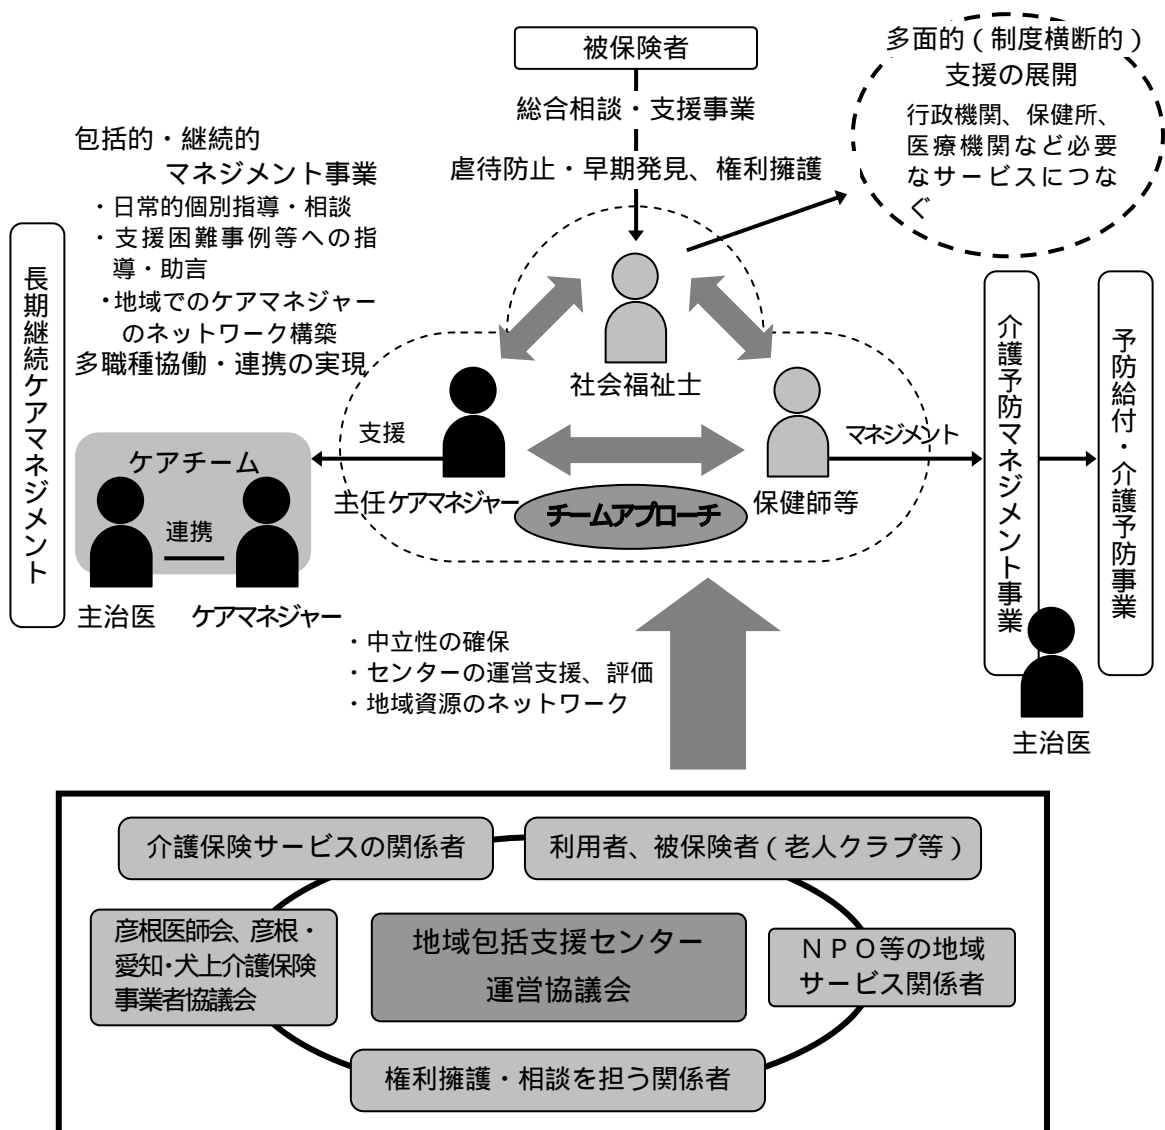 被保険者
総合相談・支援事業
虐待防止・早期発見、権利擁護
多面的（制度横断的）
支援の展開
行政機関、保健所、
医療機関など必要
なサービスにつな
ぐ
包括的・継続的
マネジメント事業
・日常的個別指導・相談
・支援困難事例等への指
導・助言
・地域でのケアマネジャー
のネットワーク構築
多職種協働・連携の実現
長期継続ケアマネジメント
社会福祉士
支援
マネジメント
主任ケアマネジャー
チームアプローチ
保健師等
ケアチーム
連携
主治医
ケアマネジャー
介護予防マネジメント事業
予防給付・介護予防事業
主治医
・中立性の確保
・センターの運営支援、評価
・地域資源のネットワーク
介護保険サービスの関係者
利用者、被保険者（老人クラブ等）
彦根医師会、彦根・
愛知・犬上介護保険
事業者協議会
地域包括支援センター
運営協議会
ＮＰＯ等の地域
サービス関係者
権利擁護・相談を担う関係者